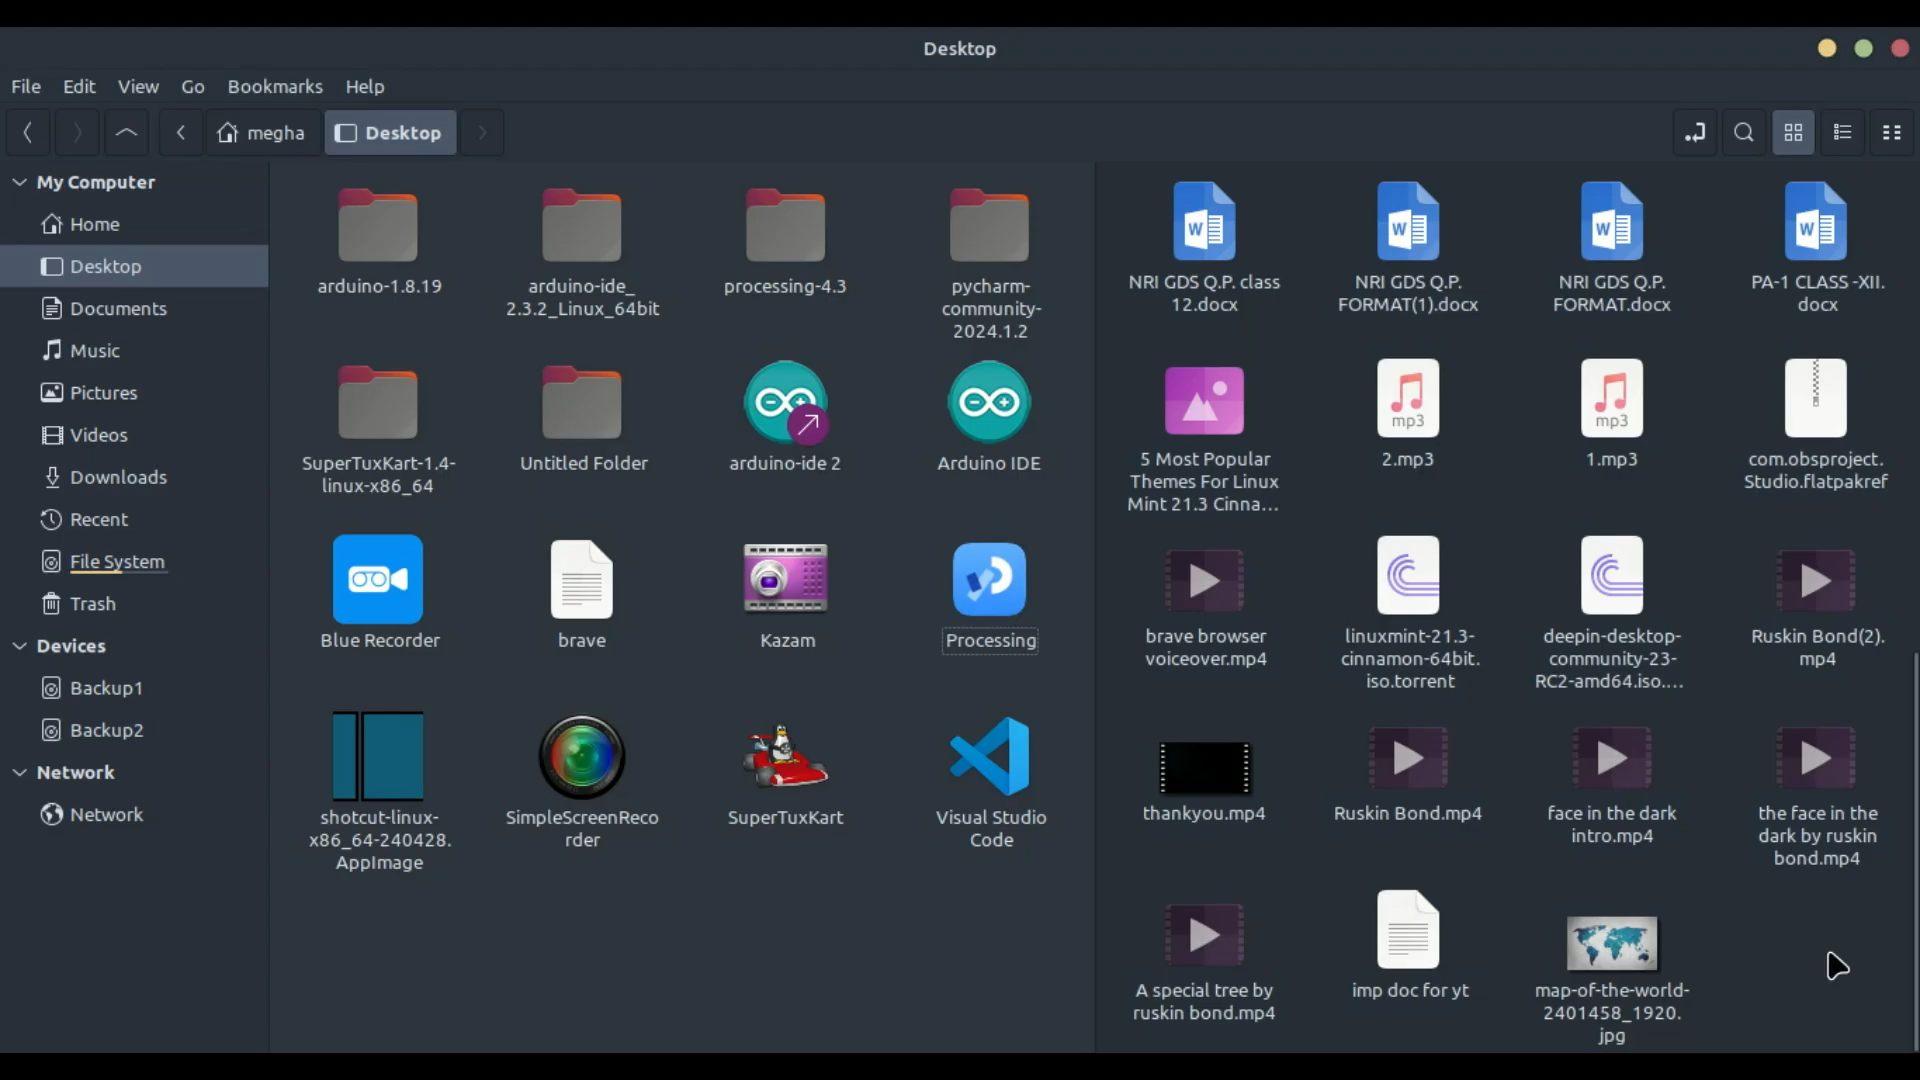 Desktop
File Edit View Go Bookmarks Help
megha Desktop
My Computer
Home
Desktop
Documents
Music
Pictures
Videos
Downloads
Recent
File System
Trash
Devices
Backup1
Backup2
Network
Network
arduino-1.8.19
arduino-ide_
2.3.2_Linux_64bit
processing-4.3
pycharm-
community-
2024.1.2
SuperTuxKart-1.4-
linux-x86_64
Untitled Folder
arduino-ide 2
Arduino IDE
Blue Recorder
brave
Kazam
Processing
shotcut-linux-
x86_64-240428.
AppImage
SimpleScreenReco
rder
SuperTuxKart
Visual Studio
Code
W
NRI GDS Q.P. class
12.docx
W
NRI GDS Q.P.
FORMAT(1).docx
W
NRI GDS Q.P.
FORMAT.docx
W
PA-1 CLASS -XII.
docx
5 Most Popular
Themes For Linux
Mint 21.3 Cinna...
mp3
2.mp3
mp3
1.mp3
com.obsproject.
Studio.flatpakref
brave browser
voiceover.mp4
linuxmint-21.3-
cinnamon-64bit.
iso.torrent
deepin-desktop-
community-23-
RC2-amd64.iso....
Ruskin Bond(2).
mp4
thankyou.mp4
Ruskin Bond.mp4
face in the dark
intro.mp4
the face in the
dark by ruskin
bond.mp4
A special tree by
ruskin bond.mp4
imp doc for yt
map-of-the-world-
2401458_1920.
jpg